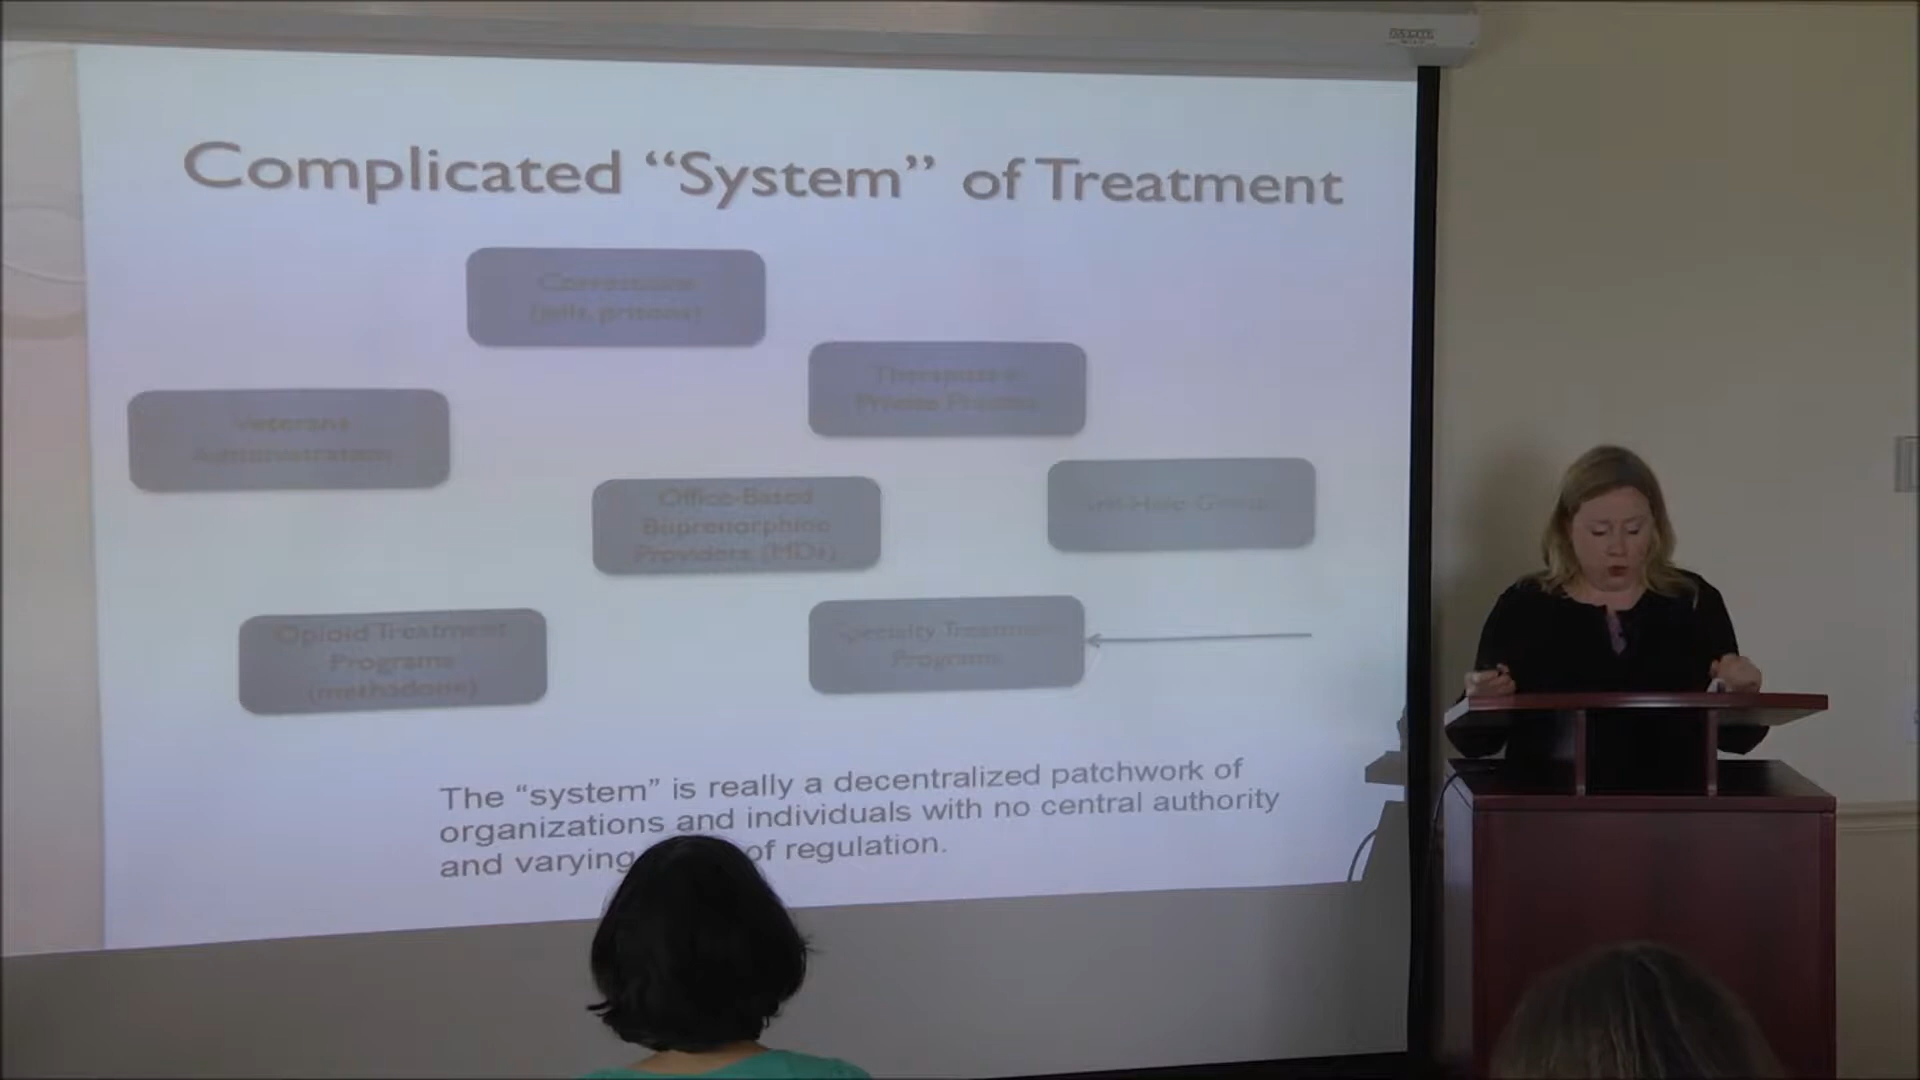 Complicated “System” of Treatment
Corrections
(jails, prisons)
Therapists in
Private Practice
Veterans
Administration
Office-Based
Buprenorphine
Providers (MDs)
Self-Help Groups
Opioid Treatment
Programs
(methadone)
Specialty Treatment
Programs
The “system” is really a decentralized patchwork of
organizations and individuals with no central authority
and varying of regulation.